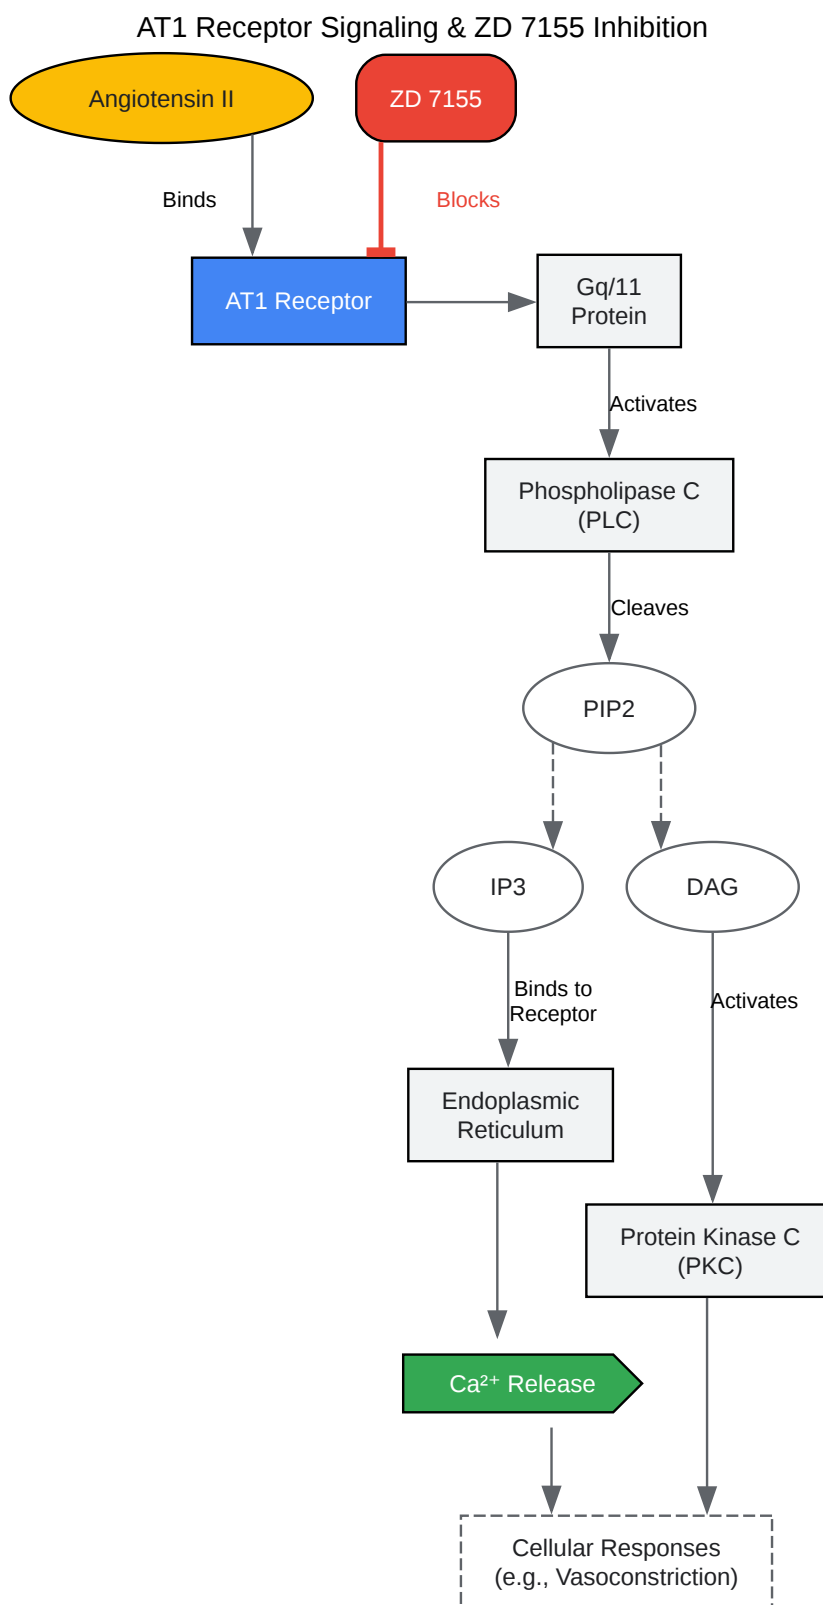 AT1 Receptor Signaling & ZD 7155 Inhibition
Angiotensin II
ZD 7155
Binds
Blocks
AT1 Receptor
Gq/11
Protein
Activates
Phospholipase C
(PLC)
Cleaves
PIP2
IP3
DAG
Binds to
Receptor
Activates
Endoplasmic
Reticulum
Protein Kinase C
(PKC)
Ca²⁺ Release
Cellular Responses
(e.g., Vasoconstriction)